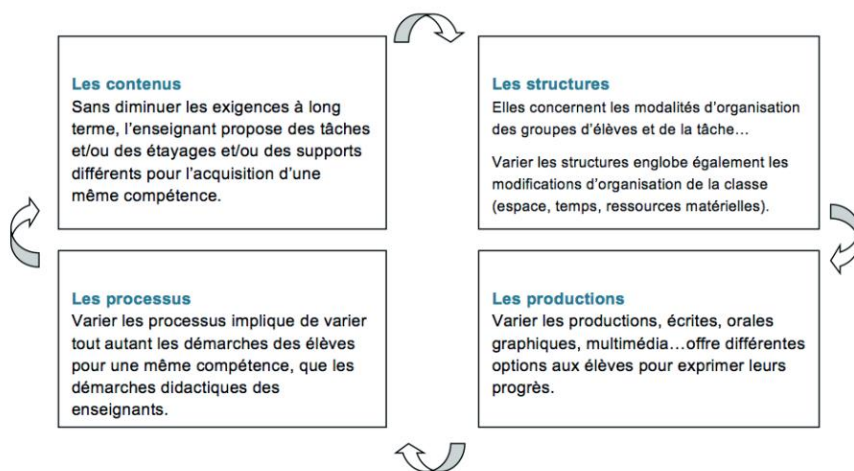 Les contenus
Sans diminuer les exigences à long
terme, l'enseignant propose des tâches
et/ou des étayages et/ou des supports
différents pour l'acquisition d'une
même compétence.
Les structures
Elles concernent les modalités d'organisation
des groupes d'élèves et de la tâche…
Varier les structures englobe également les
modifications d'organisation de la classe
(espace, temps, ressources matérielles).
Les processus
Varier les processus implique de varier
tout autant les démarches des élèves
pour une même compétence, que les
démarches didactiques des
enseignants.
Les productions
Varier les productions, écrites, orales
graphiques, multimédia…offre différentes
options aux élèves pour exprimer leurs
progrès.